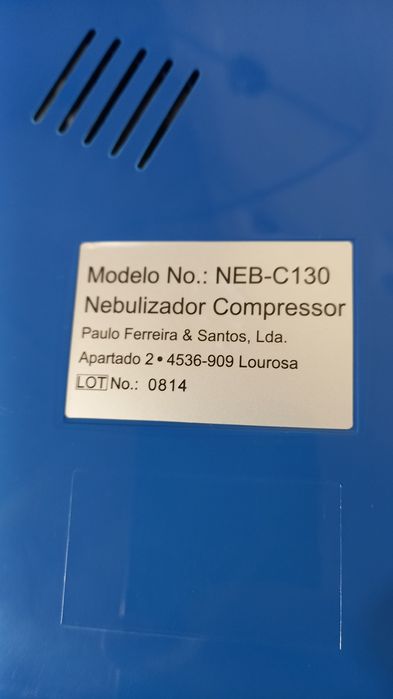 Modelo No.: NEB-C130
Nebulizador Compressor
Paulo Ferreira & Santos, Lda.
Apartado 2 • 4536-909 Lourosa
LOT No.: 0814